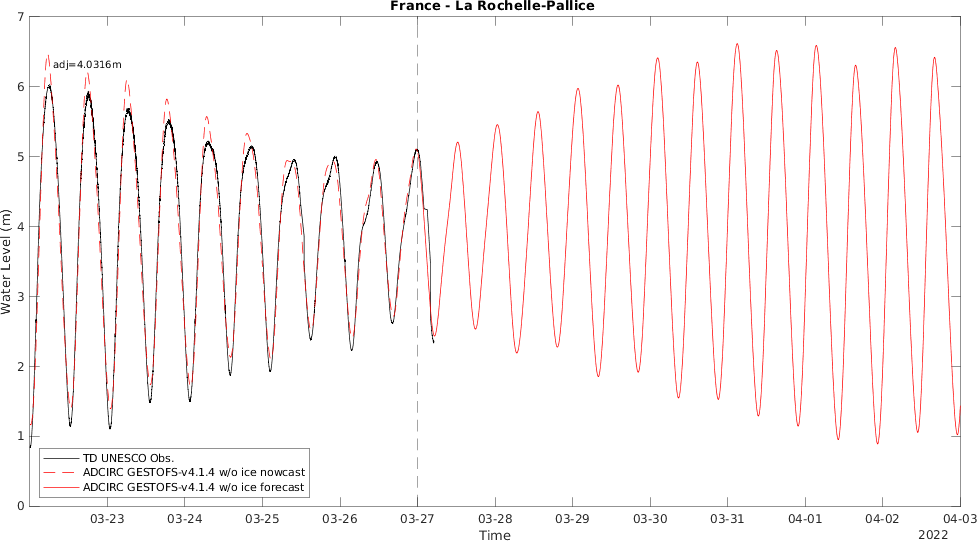 France - La Rochelle-Pallice
adj=4.0316m
7
6
5
4
3
2
1
0
Water Level (m)
TD UNESCO Obs.
ADCIRC GESTOFS-v4.1.4 w/o ice nowcast
ADCIRC GESTOFS-v4.1.4 w/o ice forecast
03-23 03-24 03-25 03-26 03-27 03-28 03-29 03-30 03-31 04-01 04-02 04-03
Time
2022